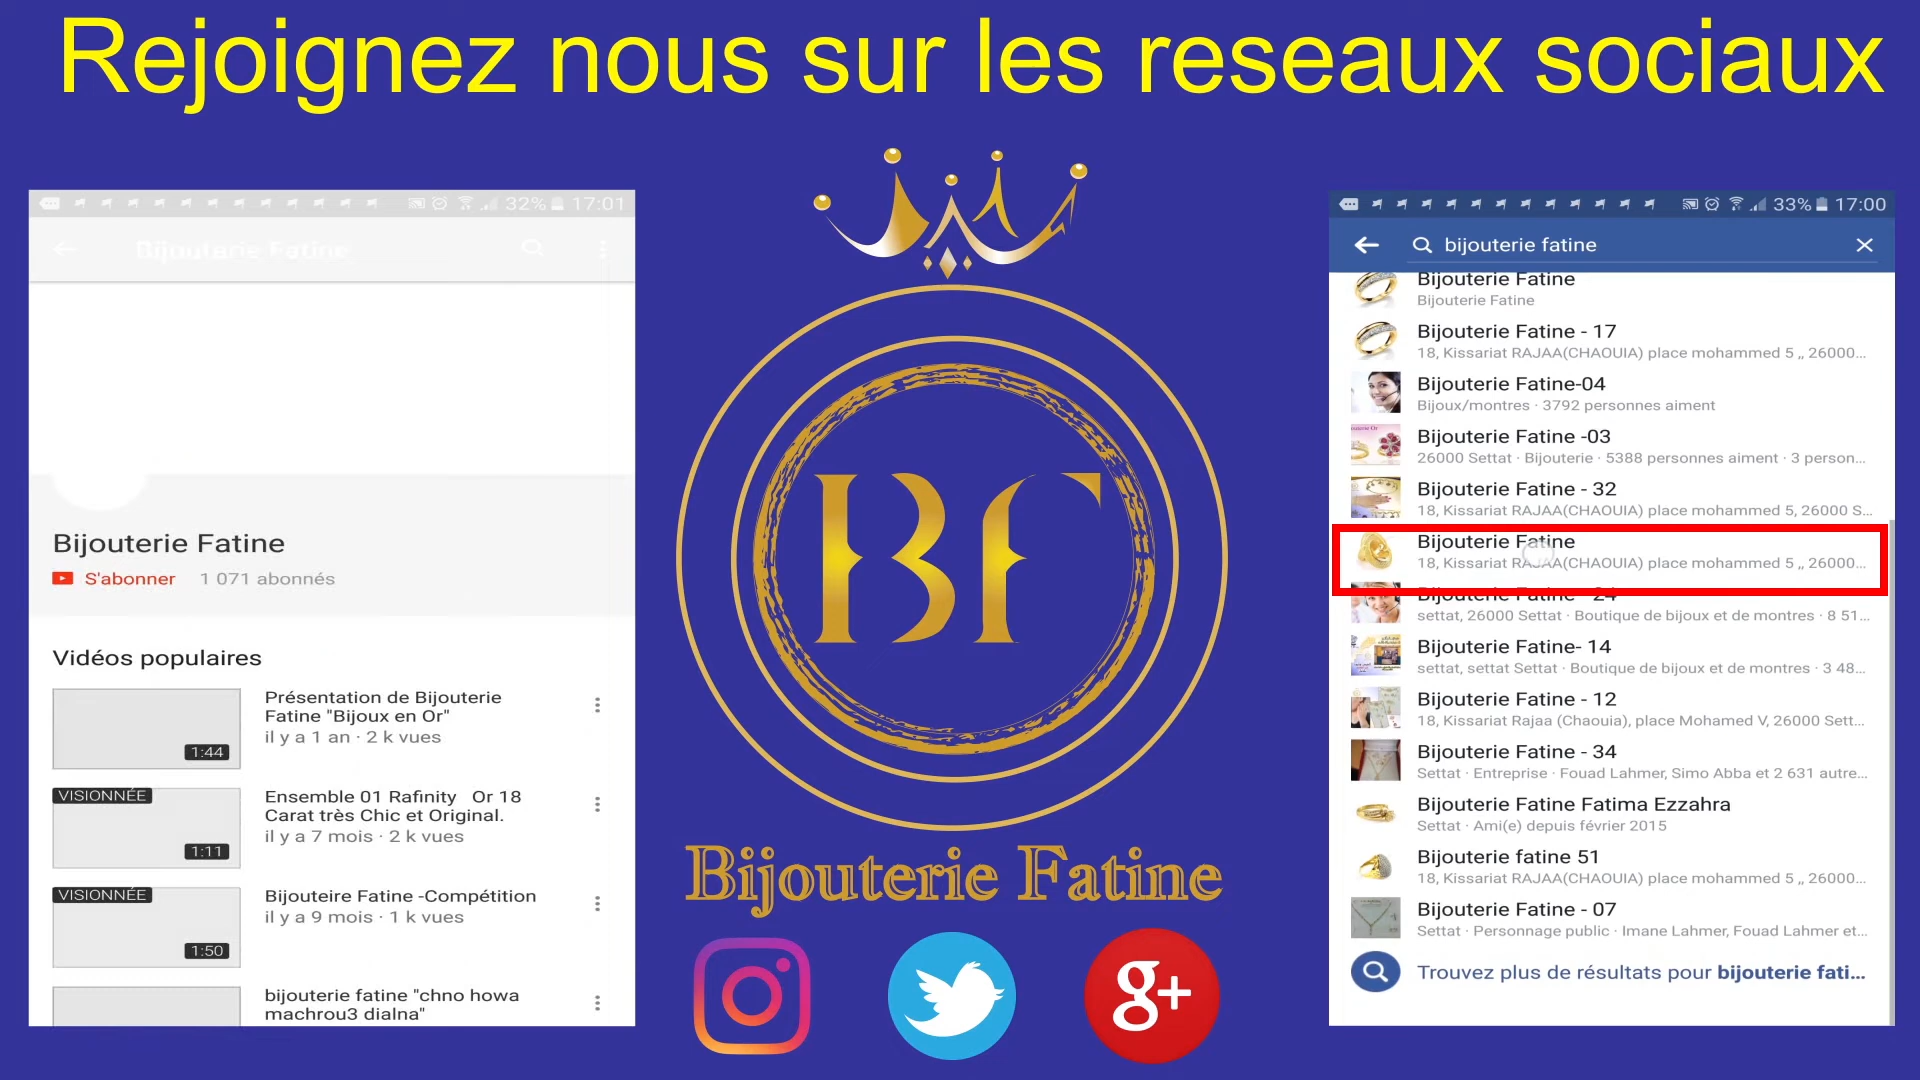 Rejoignez nous sur les reseaux sociaux
32% 17:01
Bijouterie Fatine
Bijouterie Fatine
S'abonner 1 071 abonnés
Vidéos populaires
Présentation de Bijouterie
Fatine "Bijoux en Or"
il y a 1 an · 2 k vues
1:44
VISIONNÉE
Ensemble 01 Rafinity Or 18
Carat très Chic et Original.
il y a 7 mois · 2 k vues
1:11
VISIONNÉE
Bijouteire Fatine -Compétition
il y a 9 mois · 1 k vues
1:50
bijouterie fatine "chno howa
machrou3 dialna"
BF
Bijouterie Fatine
g+
33% 17:00
bijouterie fatine
Bijouterie Fatine
Bijouterie Fatine
Bijouterie Fatine - 17
18, Kissariat RAJAA(CHAOUIA) place mohammed 5 ,, 26000...
Bijouterie Fatine-04
Bijoux/montres · 3792 personnes aiment
Bijouterie Fatine -03
26000 Settat · Bijouterie · 5388 personnes aiment · 3 person...
Bijouterie Fatine - 32
18, Kissariat RAJAA(CHAOUIA) place mohammed 5, 26000 S...
Bijouterie Fatine
18, Kissariat RAJAA(CHAOUIA) place mohammed 5 ,, 26000...
Bijouterie Fatine - 24
settat, 26000 Settat · Boutique de bijoux et de montres · 8 51...
Bijouterie Fatine- 14
settat, settat Settat · Boutique de bijoux et de montres · 3 48...
Bijouterie Fatine - 12
18, Kissariat Rajaa (Chaouia), place Mohamed V, 26000 Sett...
Bijouterie Fatine - 34
Settat · Entreprise · Fouad Lahmer, Simo Abba et 2 631 autre...
Bijouterie Fatine Fatima Ezzahra
Settat · Ami(e) depuis février 2015
Bijouterie fatine 51
18, Kissariat RAJAA(CHAOUIA) place mohammed 5 ,, 26000...
Bijouterie Fatine - 07
Settat · Personnage public · Imane Lahmer, Fouad Lahmer et...
Trouvez plus de résultats pour bijouterie fati...